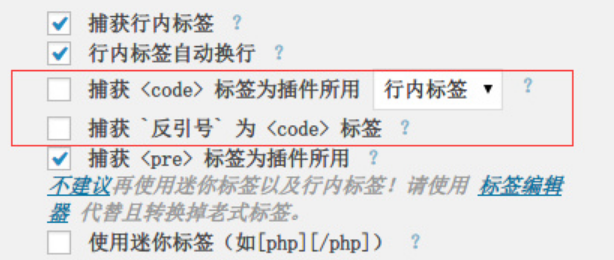 捕获行内标签 ?
行内标签自动换行 ?
捕获 <code> 标签为插件所用 行内标签 ?
捕获 `反引号` 为 <code> 标签 ?
捕获 <pre> 标签为插件所用 ?
不建议再使用迷你标签以及行内标签！请使用 标签编辑
器 代替且转换掉老式标签。
使用迷你标签（如[php][/php]） ?